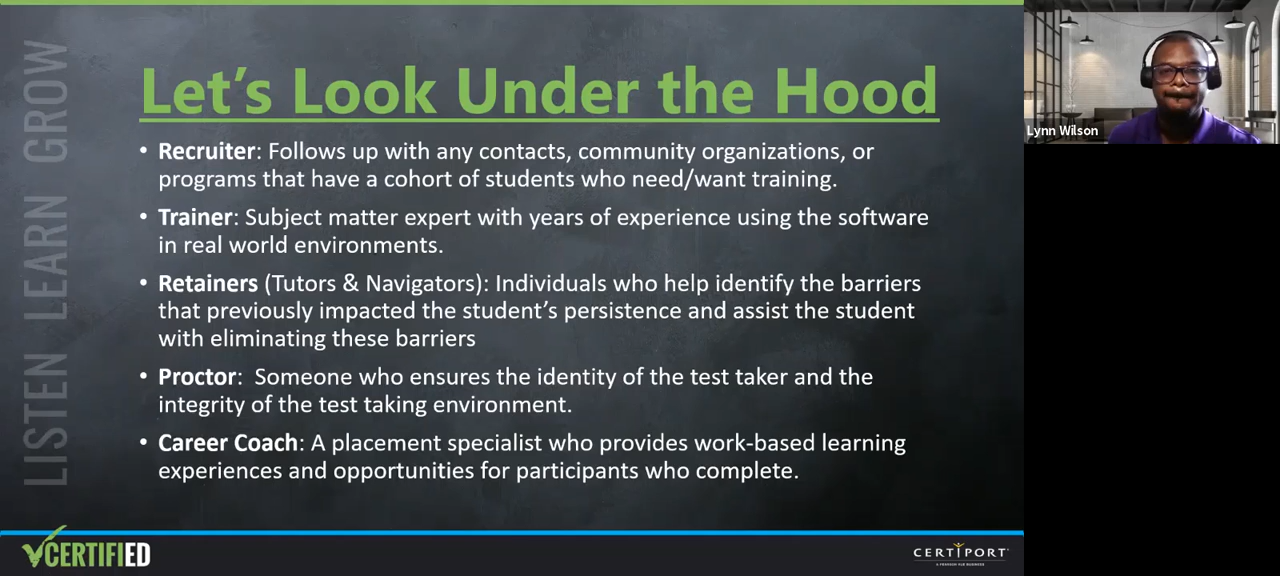 LISTEN LEARN GROW
Let's Look Under the Hood
• Recruiter: Follows up with any contacts, community organizations, or
programs that have a cohort of students who need/want training.
• Trainer: Subject matter expert with years of experience using the software
in real world environments.
• Retainers (Tutors & Navigators): Individuals who help identify the barriers
that previously impacted the student's persistence and assist the student
with eliminating these barriers
• Proctor:  Someone who ensures the identity of the test taker and the
integrity of the test taking environment.
• Career Coach: A placement specialist who provides work-based learning
experiences and opportunities for participants who complete.
CERTIFIED
CERTIPORT
Lynn Wilson